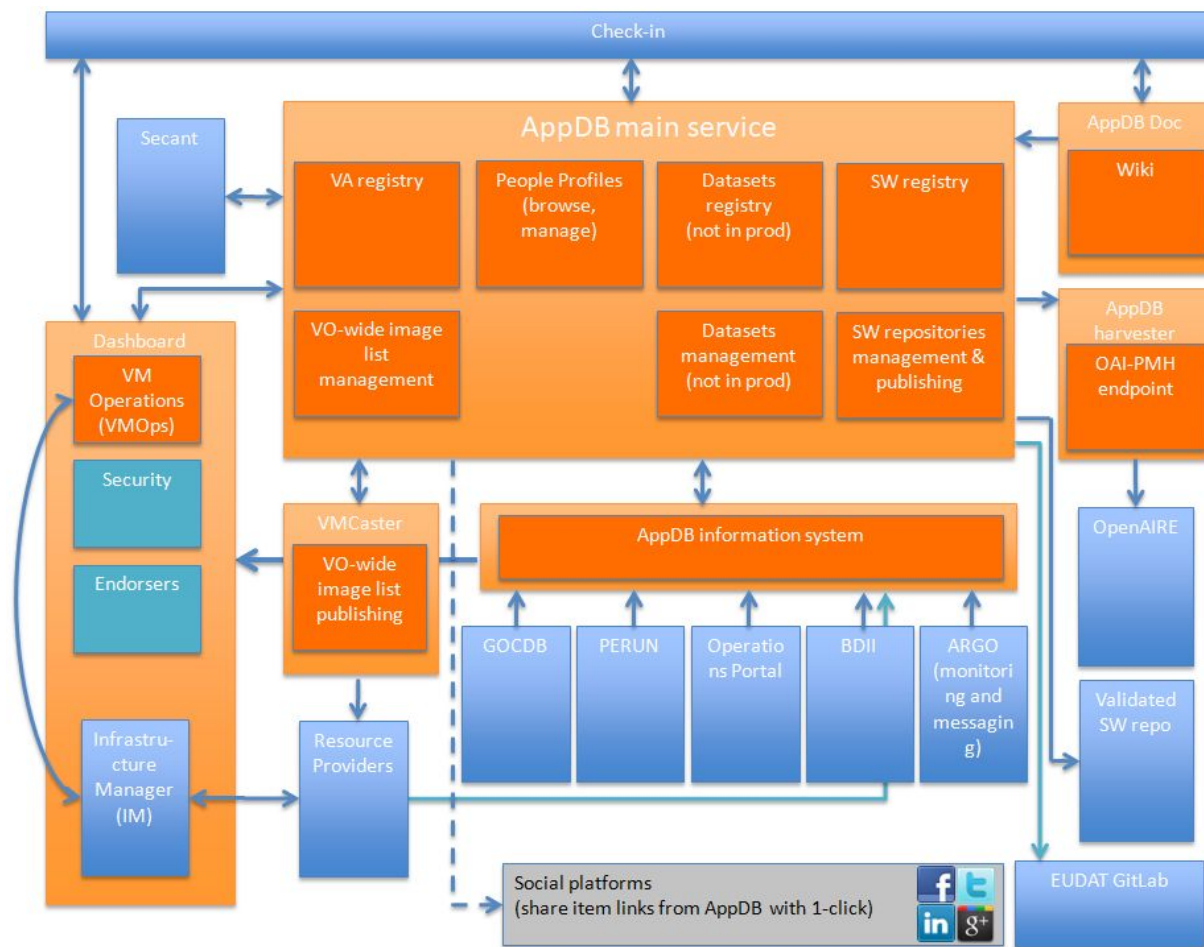 Check-in
Secant
AppDB main service
VA registry
People Profiles
(browse,
manage)
Datasets
registry
(not in prod)
SW registry
VO-wide image
list
management
Datasets
management
(not in prod)
SW repositories
management &
publishing
AppDB Doc
Wiki
AppDB
harvester
OAI-PMH
endpoint
Dashboard
VM
Operations
(VMOps)
Security
Endorsers
Infrastru-
cture
Manager
(IM)
VMCaster
VO-wide
image list
publishing
AppDB information system
GOCDB
PERUN
Operatio
ns Portal
BDII
ARGO
(monitori
ng and
messagin
g)
Resource
Providers
OpenAIRE
Validated
SW repo
Social platforms
(share item links from AppDB with 1-click)
f
t
in
g+
EUDAT GitLab